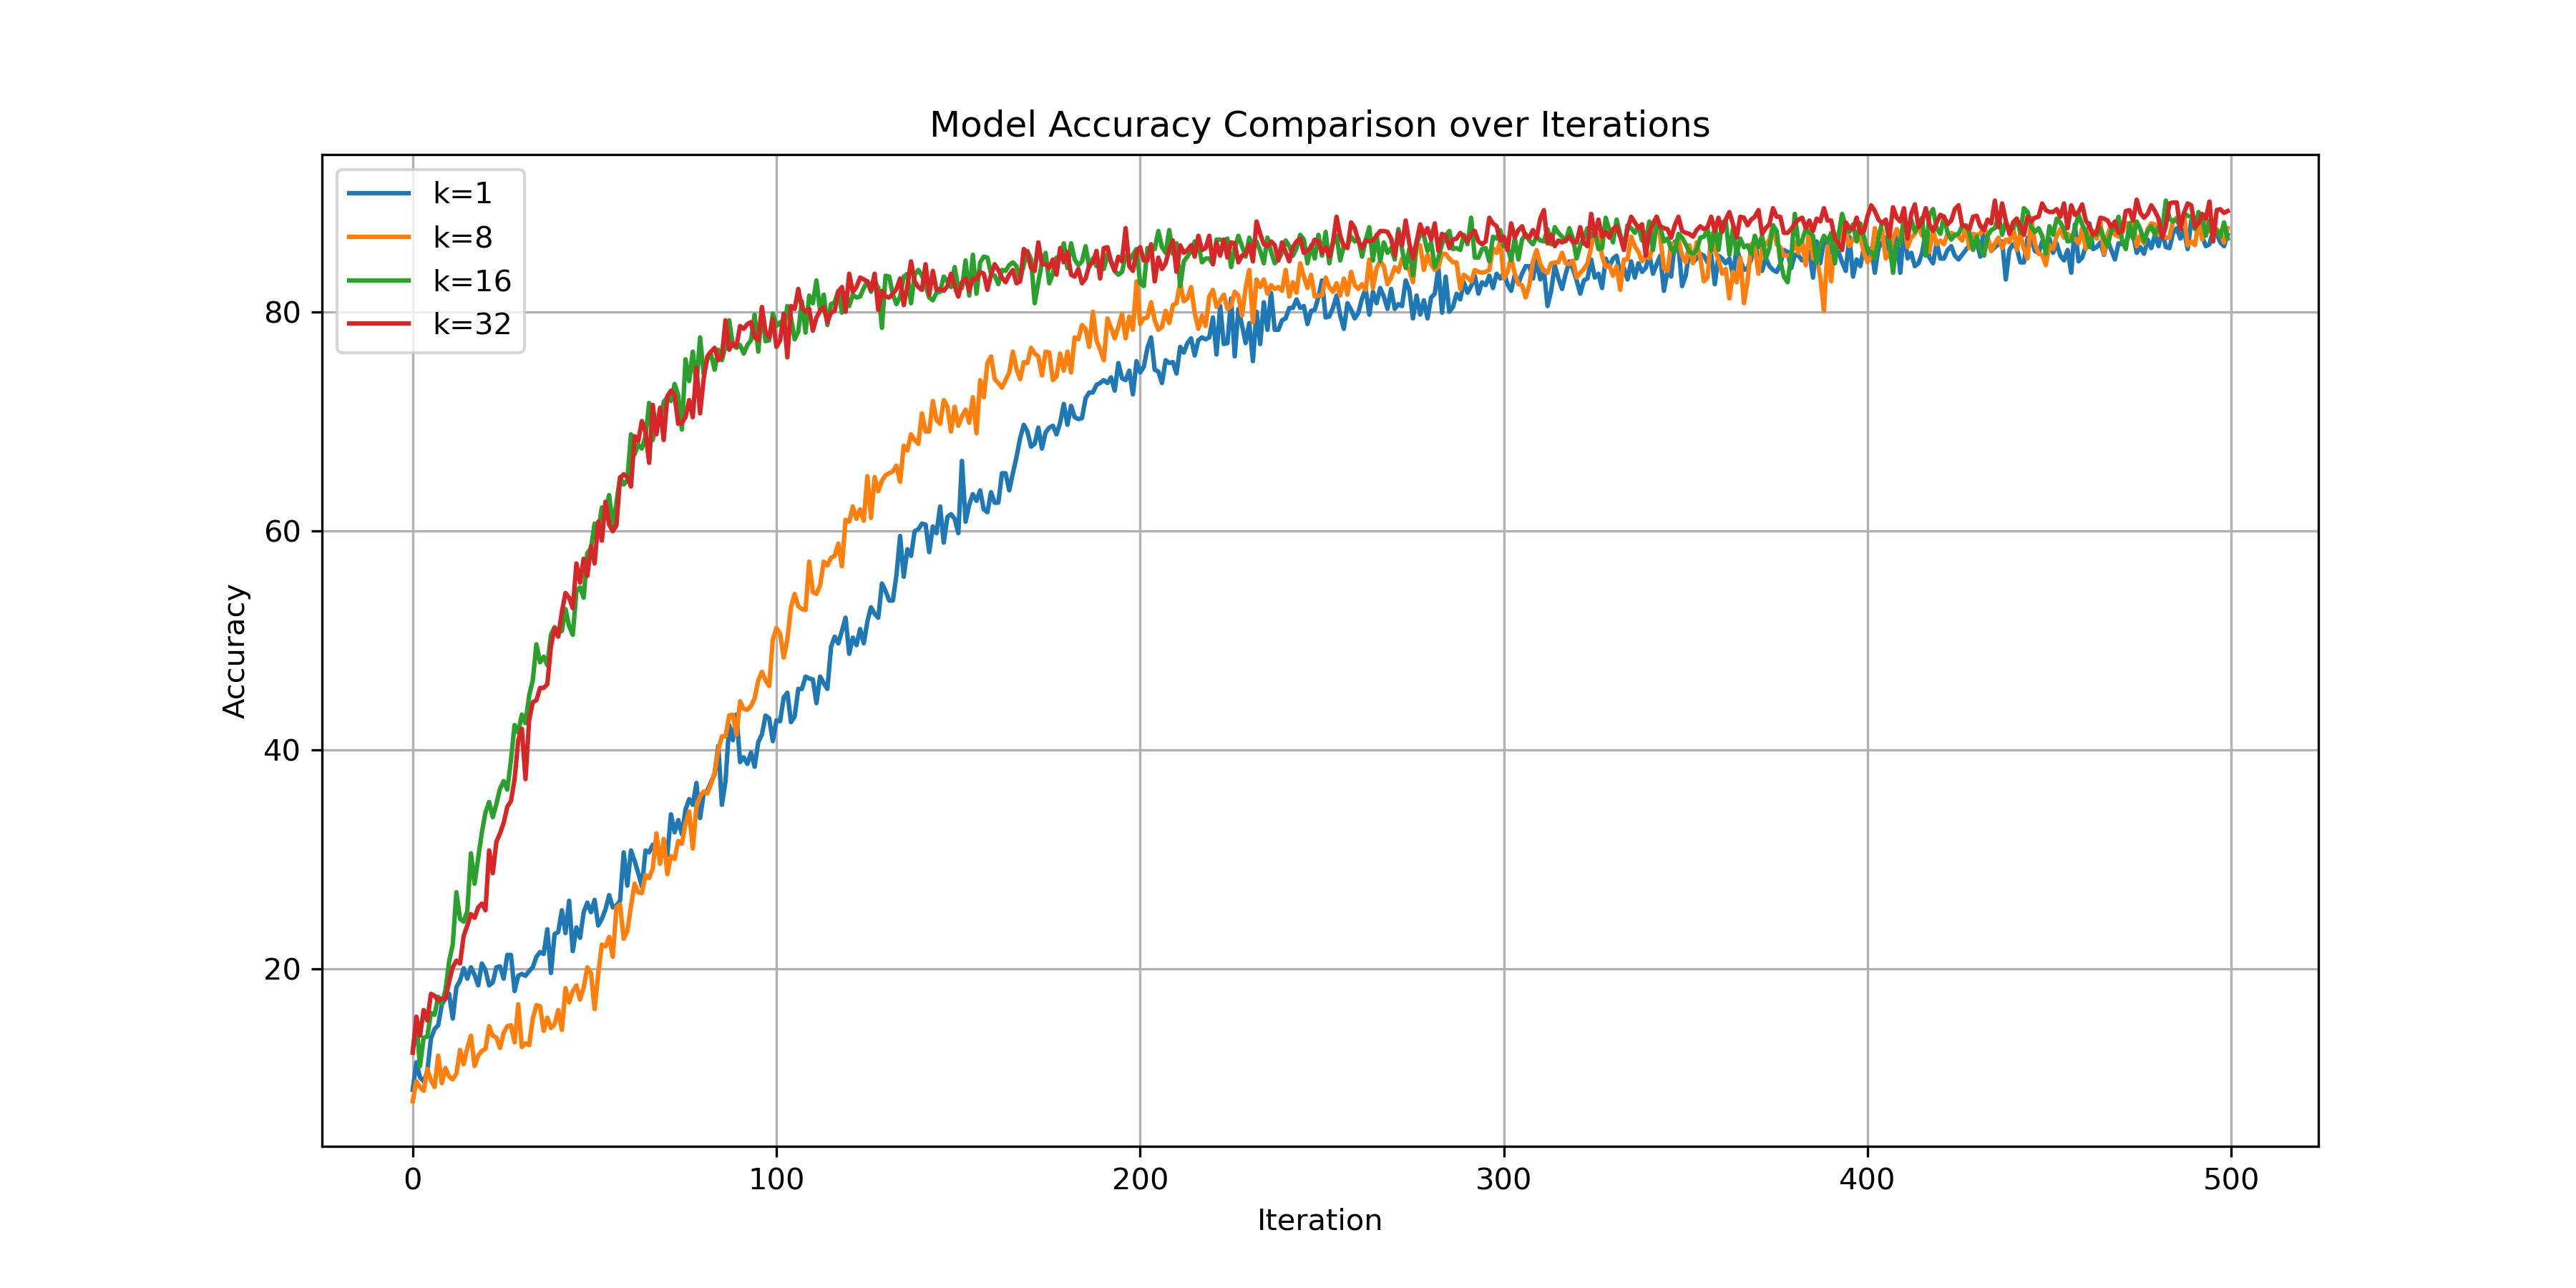 Model Accuracy Comparison over Iterations
k=1
k=8
k=16
k=32
80
60
40
20
Accuracy
0 100 200 300 400 500
Iteration